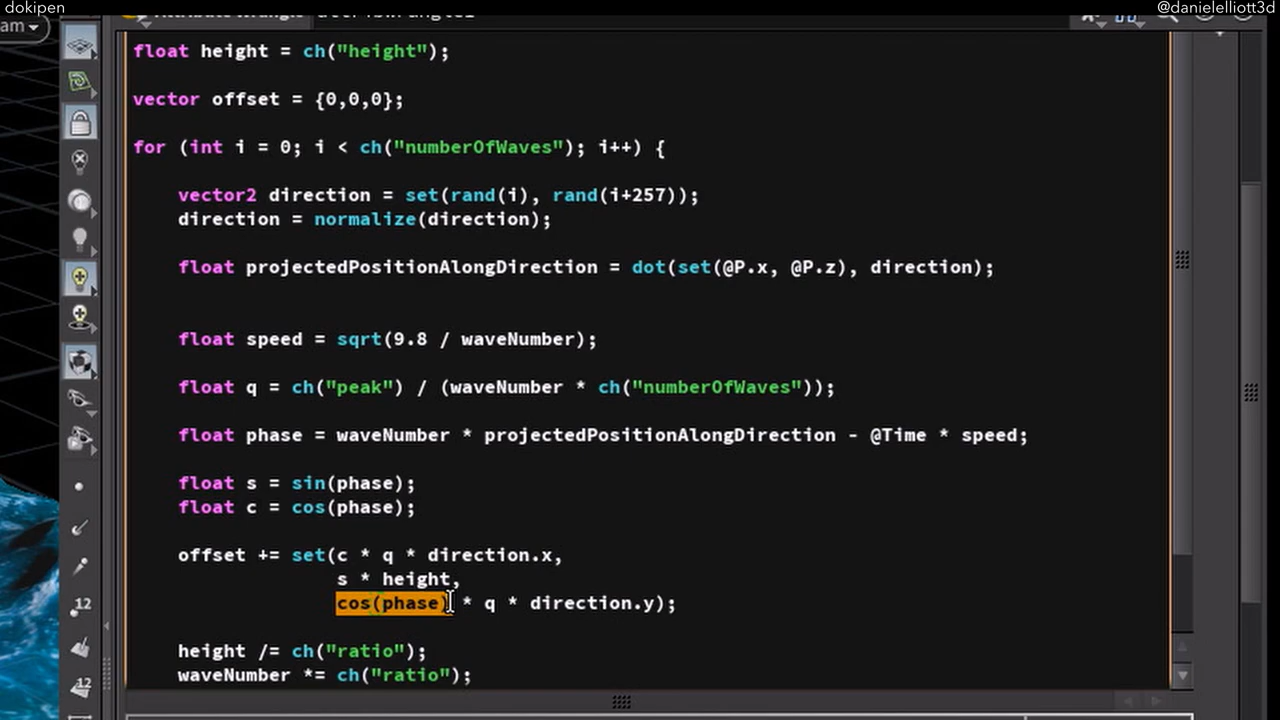 dokipen
@danielelliott3d
am
float height = ch("height");
vector offset = {0,0,0};
for (int i = 0; i < ch("numberOfWaves"); i++) {
vector2 direction = set(rand(i), rand(i+257));
direction = normalize(direction);
float projectedPositionAlongDirection = dot(set(@P.x, @P.z), direction);
float speed = sqrt(9.8 / waveNumber);
float q = ch("peak") / (waveNumber * ch("numberOfWaves"));
float phase = waveNumber * projectedPositionAlongDirection - @Time * speed;
float s = sin(phase);
float c = cos(phase);
offset += set(c * q * direction.x,
s * height,
cos(phase) * q * direction.y);
height /= ch("ratio");
waveNumber *= ch("ratio");
12
12